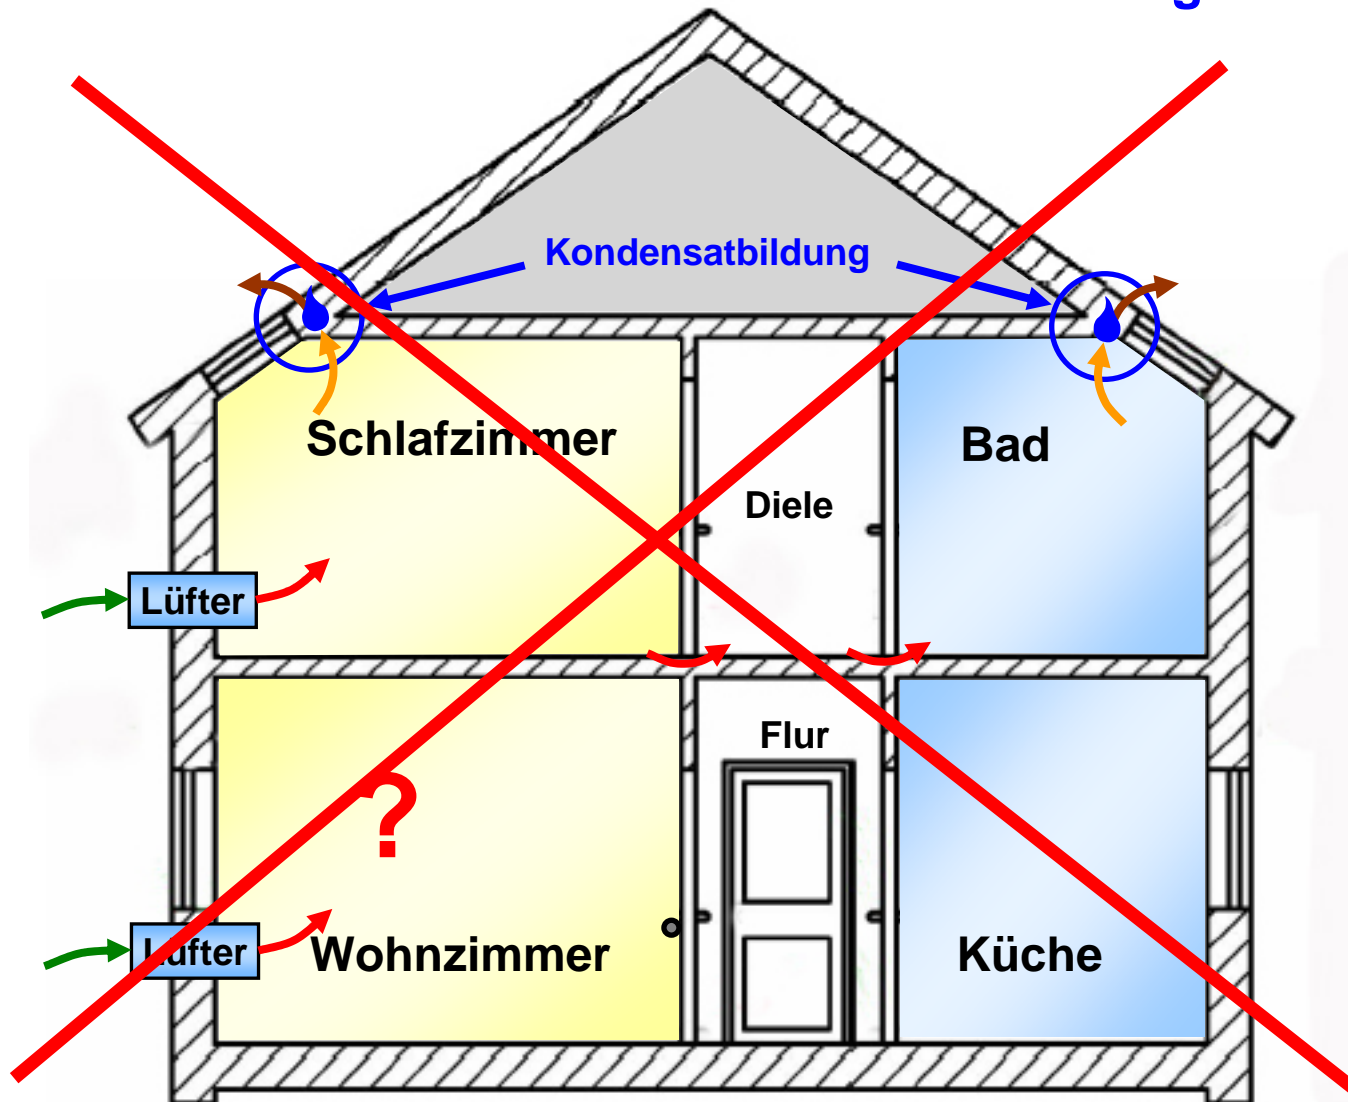 g
Kondensatbildung
Schlafzimmer
Bad
Diele
Lüfter
Flur
?
Lüfter
Wohnzimmer
Küche